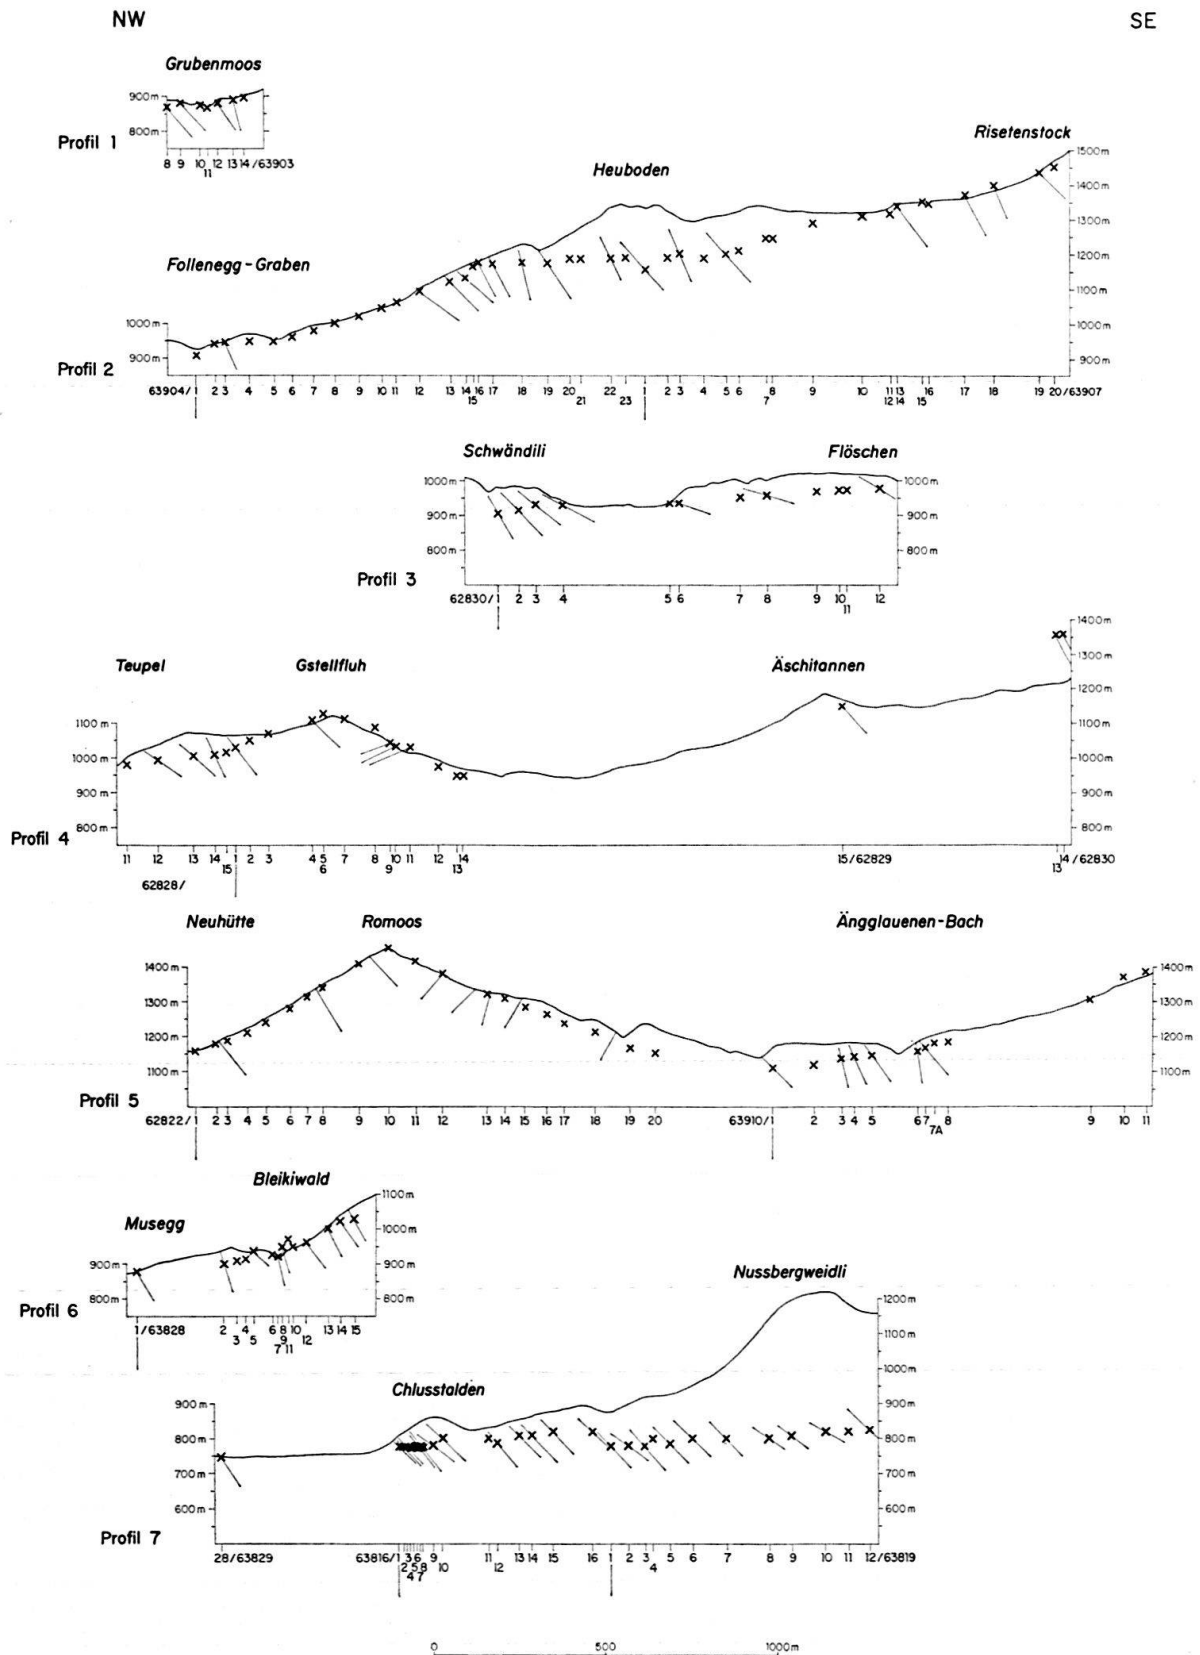 NW SE
Grubenmoos
900m
800m
Profil 1
8 9 10 12 13 14 /63903
11
Risetenstock
Heuboden
1500m
1400m
1300m
1200m
1100m
1000m
900m
Follenegg-Graben
1000m
900m
Profil 2
63904/1 2 3 4 5 6 7 8 9 10 11 12 13 14 16 17 18 19 20 22 1 2 3 4 5 6 8 9 10 11 13 15 16 17 18 19 20/63907
15 21 23 7 12 14 15
Schwändili Flöschen
1000m 1000m
900m 900m
800m 800m
Profil 3
62830/1 2 3 4 5 6 7 8 9 10 12
11
Teupel Gstellfluh Äschitannen
1400m
1300m
1200m
1100m 1100m
1000m 1000m
900m 900m
800m 800m
Profil 4
11 12 13 14 1 2 3 4 5 7 8 10 11 12 14 15/62829 14/62830
15 6 9 13 13
62828/
Neuhütte Romoos Ängglauenen-Bach
1400m 1400m
1300m 1300m
1200m 1200m
1100m 1100m
Profil 5
62822/1 2 3 4 5 6 7 8 9 10 11 12 13 14 15 16 17 18 19 20 63910/1 2 3 4 5 6 7 8 9 10 11
7A
Bleikiwald
Musegg
1100m
1000m
900m 900m
800m 800m
Profil 6
1/63828 2 4 6 8 10 13 14 15
3 5 9 12
7 11
Nussbergweidli
1200m
1100m
1000m
Chlusstalden
900m 900m
800m 800m
700m 700m
600m 600m
Profil 7
28/63829 63816/1 3 6 9 11 13 14 15 16 1 2 3 5 6 7 8 9 10 11 12/63819
2 5 8 10 12 4
4 7
0 500 1000m